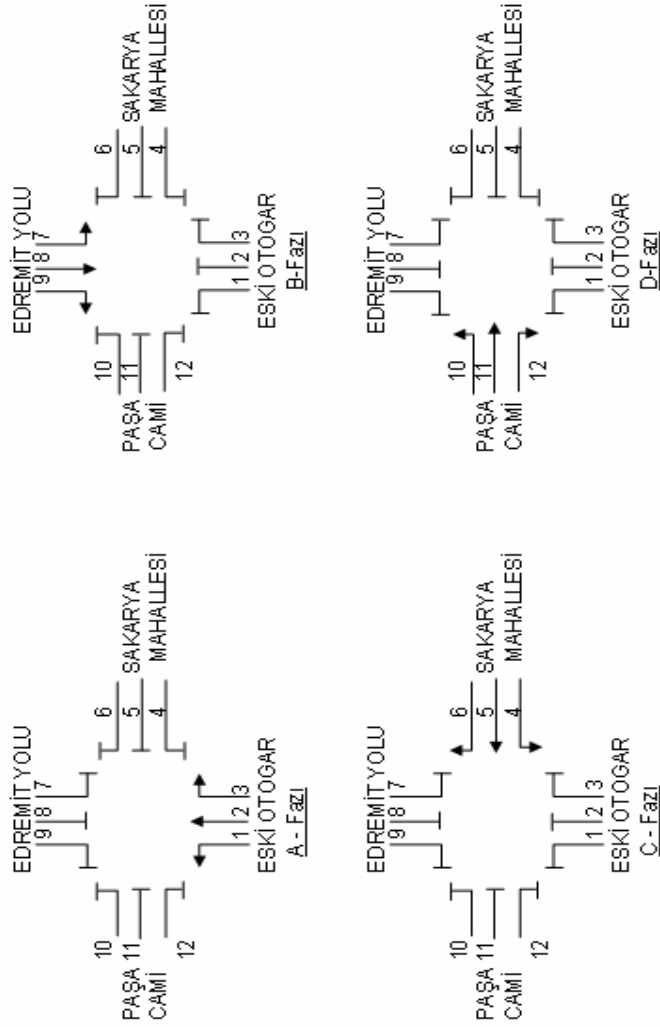 EDREMİT YOLU
9 8 7
10 6
PAŞA 11 5 SAKARYA
CAMİ 12 4 MAHALLESİ
1 2 3
ESKİ OTOGAR
A - Fazı
EDREMİT YOLU
9 8 7
10 6
PAŞA 11 5 SAKARYA
CAMİ 12 4 MAHALLESİ
1 2 3
ESKİ OTOGAR
B-Fazı
EDREMİT YOLU
9 8 7
10 6
PAŞA 11 5 SAKARYA
CAMİ 12 4 MAHALLESİ
1 2 3
ESKİ OTOGAR
C - Fazı
EDREMİT YOLU
9 8 7
10 6
PAŞA 11 5 SAKARYA
CAMİ 12 4 MAHALLESİ
1 2 3
ESKİ OTOGAR
D-Fazı